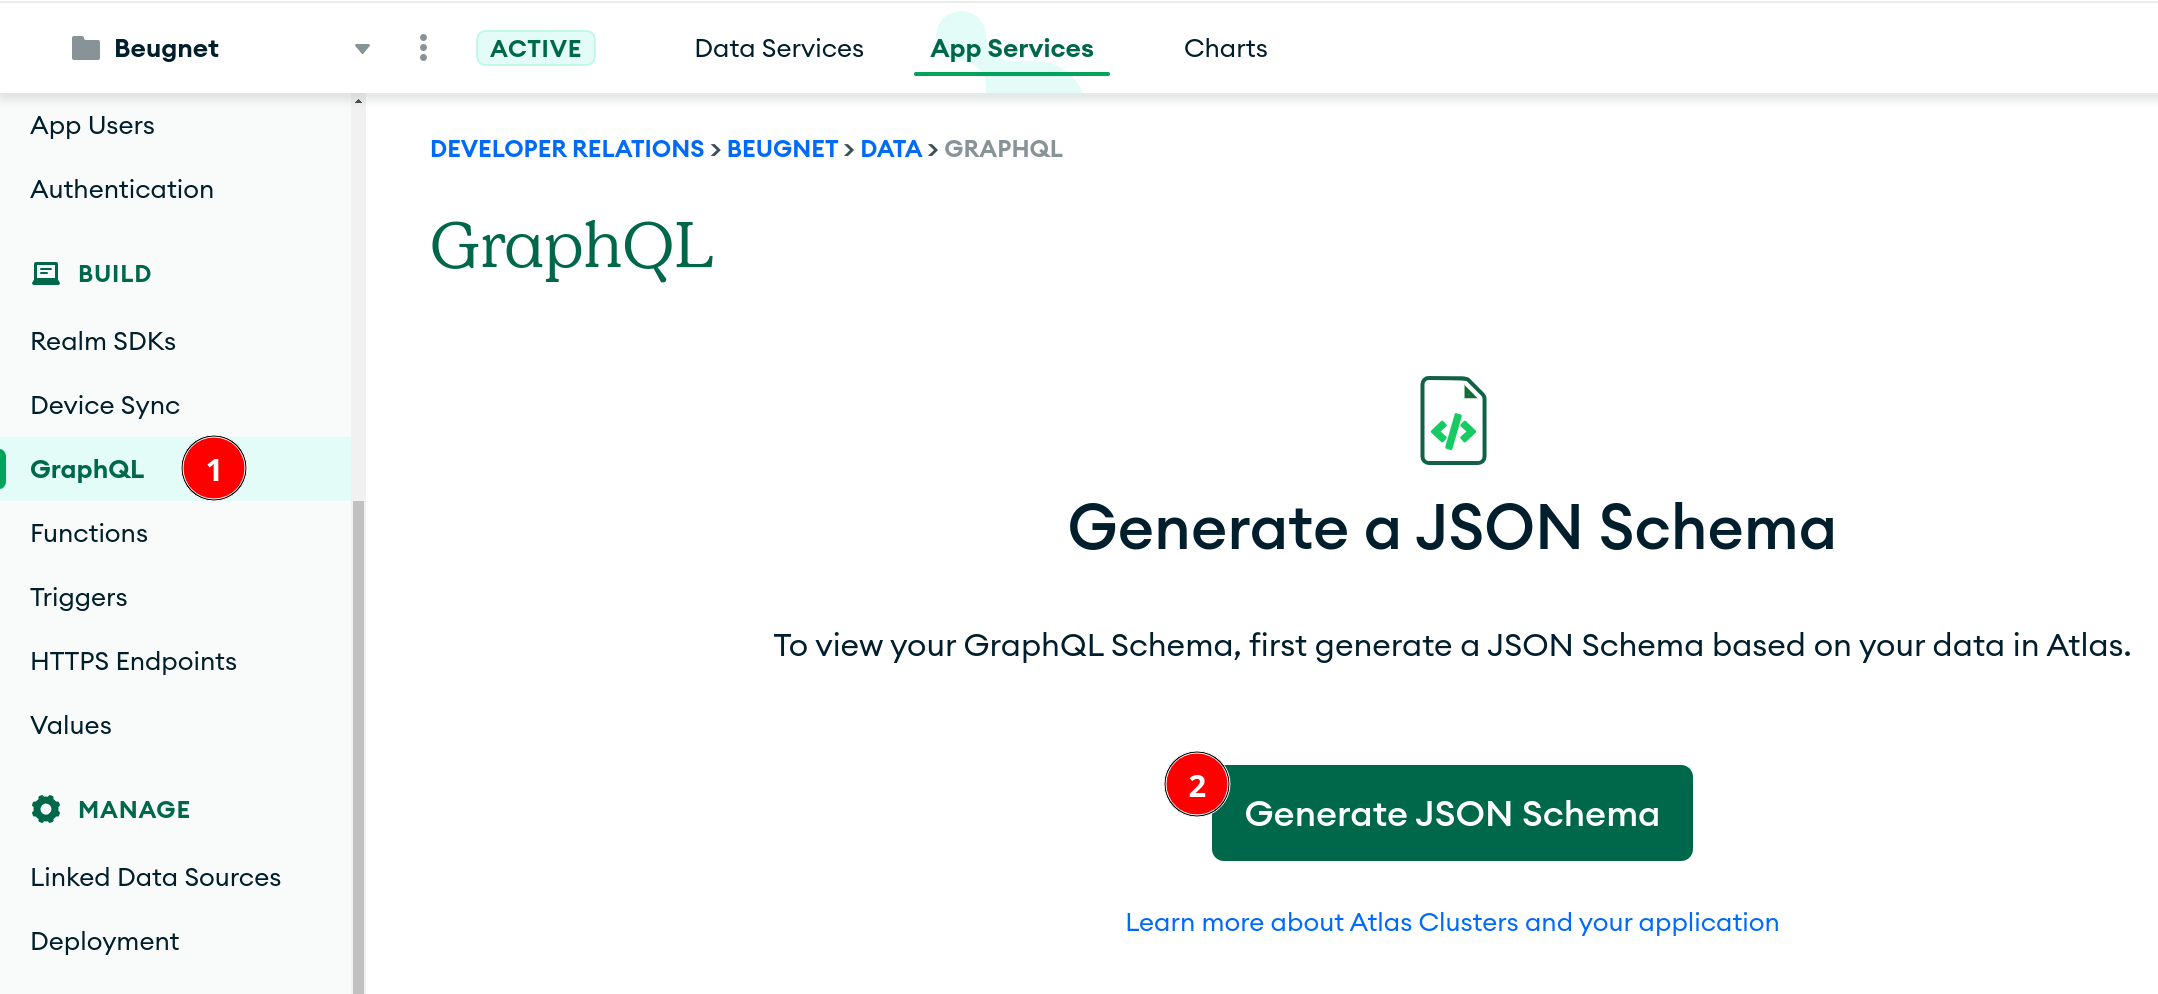 Beugnet
ACTIVE
Data Services
App Services
Charts
App Users
Authentication
BUILD
Realm SDKs
Device Sync
GraphQL
1
Functions
Triggers
HTTPS Endpoints
Values
MANAGE
Linked Data Sources
Deployment
DEVELOPER RELATIONS > BEUGNET > DATA > GRAPHQL
GraphQL
</>
Generate a JSON Schema
To view your GraphQL Schema, first generate a JSON Schema based on your data in Atlas.
2
Generate JSON Schema
Learn more about Atlas Clusters and your application